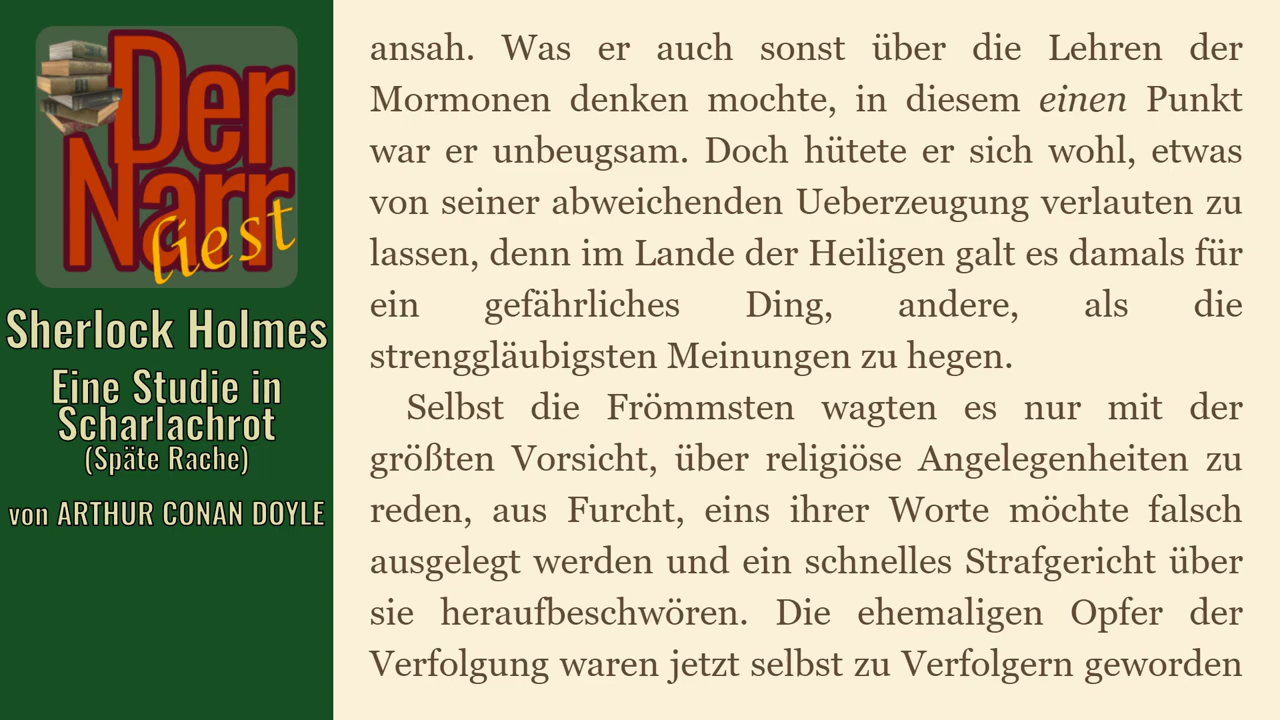 Der
Narr
liest
Sherlock Holmes
Eine Studie in
Scharlachrot
(Späte Rache)
von ARTHUR CONAN DOYLE
ansah. Was er auch sonst über die Lehren der
Mormonen denken mochte, in diesem einen Punkt
war er unbeugsam. Doch hütete er sich wohl, etwas
von seiner abweichenden Ueberzeugung verlauten zu
lassen, denn im Lande der Heiligen galt es damals für
ein gefährliches Ding, andere, als die
strenggläubigsten Meinungen zu hegen.
Selbst die Frömmsten wagten es nur mit der
größten Vorsicht, über religiöse Angelegenheiten zu
reden, aus Furcht, eins ihrer Worte möchte falsch
ausgelegt werden und ein schnelles Strafgericht über
sie heraufbeschwören. Die ehemaligen Opfer der
Verfolgung waren jetzt selbst zu Verfolgern geworden